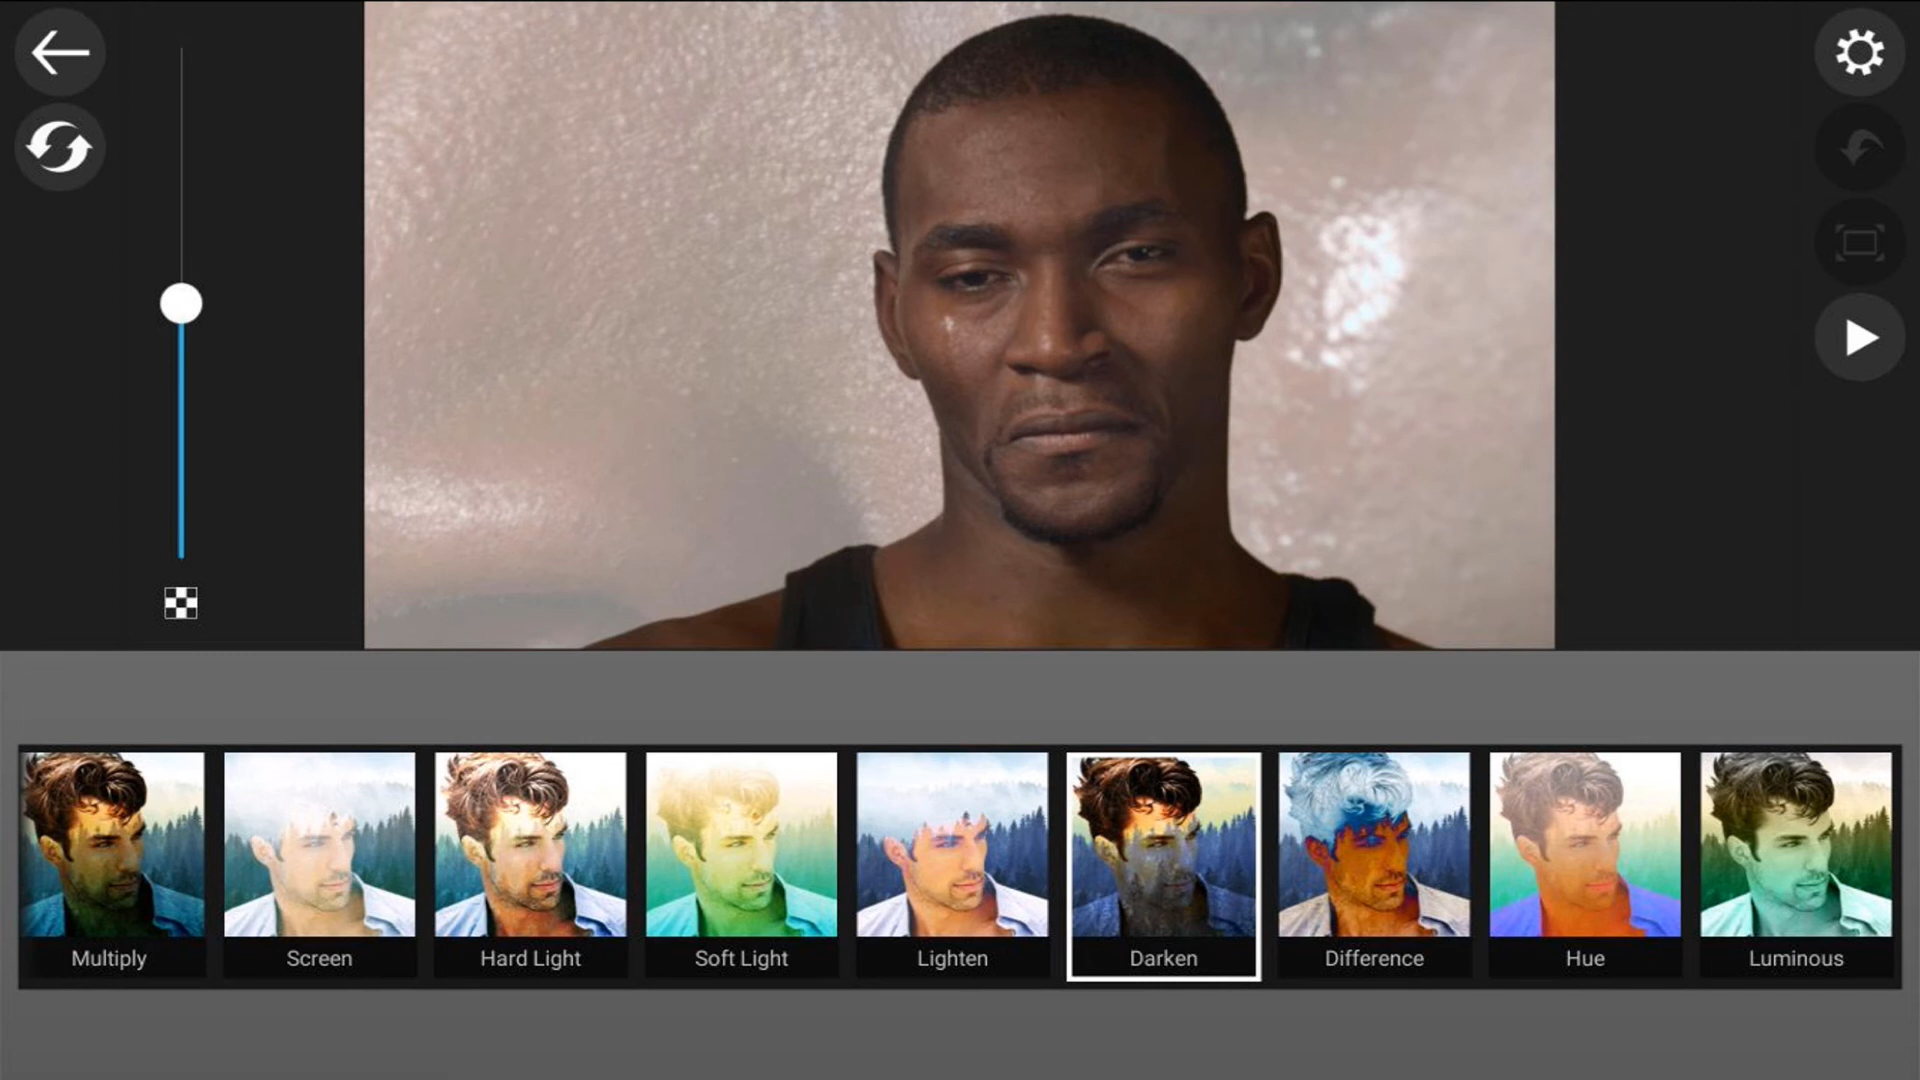 Multiply
Screen
Hard Light
Soft Light
Lighten
Darken
Difference
Hue
Luminous